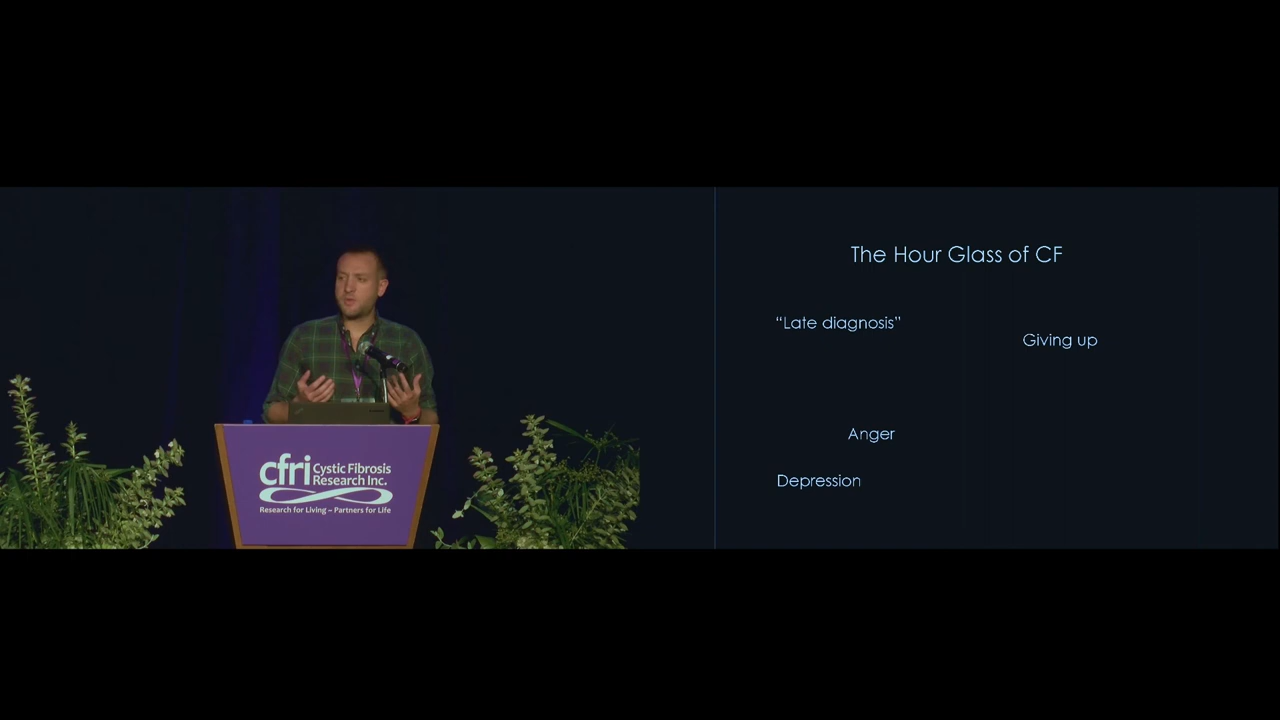 cfri Cystic Fibrosis
Research Inc.
Research for Living ~ Partners for Life
The Hour Glass of CF
“Late diagnosis”
Giving up
Anger
Depression